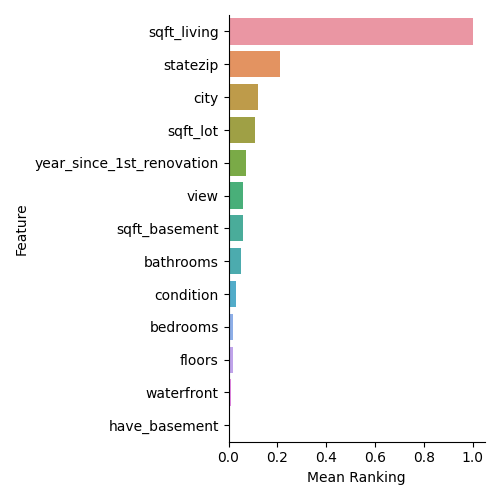 sqft_living
statezip
city
sqft_lot
year_since_1st_renovation
view
sqft_basement
bathrooms
condition
bedrooms
floors
waterfront
have_basement
Feature
0.0 0.2 0.4 0.6 0.8 1.0
Mean Ranking